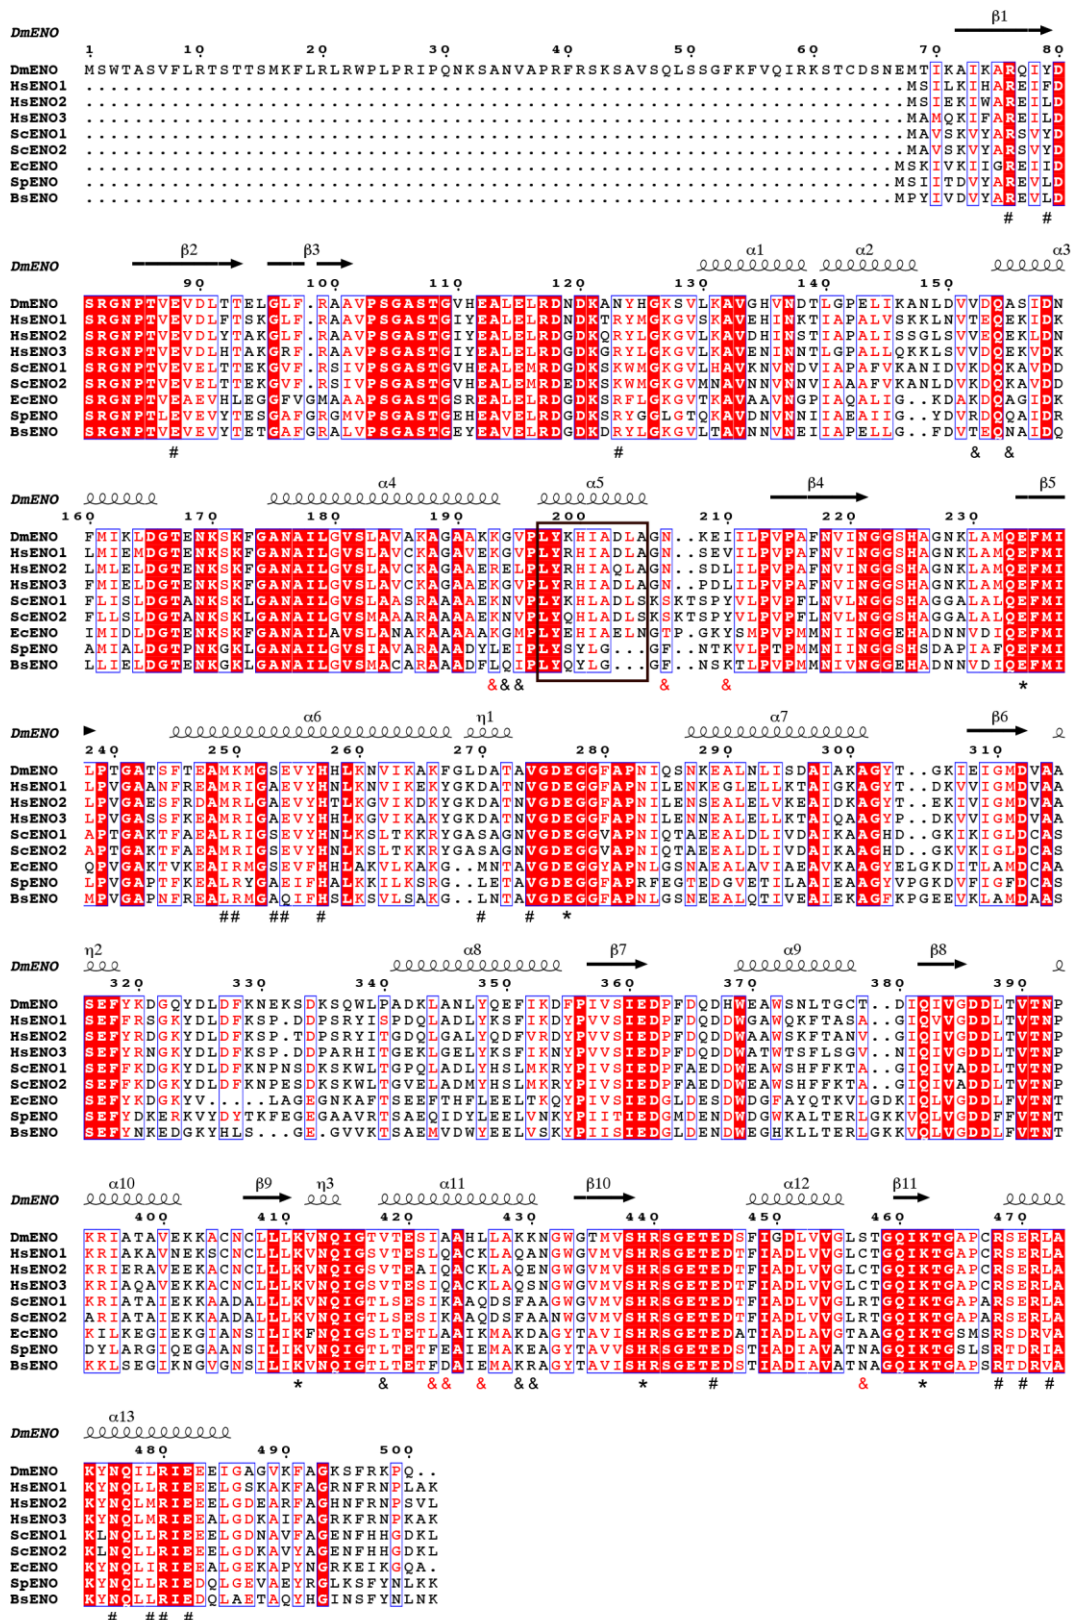 β1
DmENO
1 10 20 30 40 50 60 70 80
DmENO MSWTASVFLRTSTTSMKFLRLRWPLPRIPQNKSANVAPRFRSKSAVSQLSSGFKFVQIRKSTCDSNEMTIKAIKARQIYD
HsENO1 ..................................................................MSILKIHAREIFD
HsENO2 ..................................................................MSIEKIWAREILD
HsENO3 ..................................................................MAMQKIFAREILD
ScENO1 ..................................................................MAVSKVYARSVYD
ScENO2 ..................................................................MAVSKVYARSVYD
EcENO .................................................................MSKIVKIIGREIID
SpENO .................................................................MSIITDVYAREVLD
BsENO .................................................................MPYIVDVYAREVLD
# #
β2 β3 α1 α2 α3
DmENO
90 100 110 120 130 140 150
DmENO SRGNPTVEVDLTTELGLF.RAAVPSGASTGVHEALELRDNDKANYHGKSVLKAVGHVNDTLGPELIKANLDVVDQASIDN
HsENO1 SRGNPTVEVDLFTSKGLF.RAAVPSGASTGIYEALELRDNDKTRYMGKGVSKAVEHINKTIAPALVSKKLNVTEQEKIDK
HsENO2 SRGNPTVEVDLYTAKGLF.RAAVPSGASTGIYEALELRDGDKQRYLGKGVLKAVDHINSTIAPALISSGLSVVEQEKLDN
HsENO3 SRGNPTVEVDLHTAKGRF.RAAVPSGASTGIYEALELRDGDKGRYLGKGVLKAVENINNTLGPALLQKKLSVVDQEKVDK
ScENO1 SRGNPTVEVELTTEKGVF.RSIVPSGASTGVHEALEMRDGDKSKWMGKGVLHAVKNVNDVIAPAFVKANIDVKDQKAVDD
ScENO2 SRGNPTVEVELTTEKGVF.RSIVPSGASTGVHEALEMRDEDKSKWMGKGVMNAVNNVNNVIAAAFVKANLDVKDQKAVDD
EcENO SRGNPTVEAEVHLEGGFVGMAAAPSGASTGSREALELRDGDKSRFLGKGVTKAVAAVNGPIAQALIG..KDAKDQAGIDK
SpENO SRGNPTLEVEVYTESGAFGRGMVPSGASTGEHEAVELRDGDKSRYGGLGTQKAVDNVNNIIAEAIIG..YDVRDQQAIDR
BsENO SRGNPTVEVEVYTETGAFGRALVPSGASTGEYEAVELRDGDKDRYLGKGVLTAVNNVNEIIAPELLG..FDVTEQNAIDQ
# # & &
α4 α5 β4 β5
DmENO
160 170 180 190 200 210 220 230
DmENO FMIKLDGTENKSKFGANAILGVSLAVAKAGAAKKGVPLYKHIADLAGN..KEIILPVPAFNVINGGSHAGNKLAMQEFMI
HsENO1 LMIEMDGTENKSKFGANAILGVSLAVCKAGAVEKGVPLYRHIADLAGN..SEVILPVPAFNVINGGSHAGNKLAMQEFMI
HsENO2 LMLELDGTENKSKFGANAILGVSLAVCKAGAAERELPLYRHIAQLAGN..SDLILPVPAFNVINGGSHAGNKLAMQEFMI
HsENO3 FMIELDGTENKSKFGANAILGVSLAVCKAGAAEKGVPLYRHIADLAGN..PDLILPVPAFNVINGGSHAGNKLAMQEFMI
ScENO1 FLISLDGTANKSKLGANAILGVSLAASRAAAAEKNVPLYKHLADLSKSKTSPYVLPVPFLNVLNGGSHAGGALALQEFMI
ScENO2 FLLSLDGTANKSKLGANAILGVSMAAARAAAAEKNVPLYQHLADLSKSKTSPYVLPVPFLNVLNGGSHAGGALALQEFMI
EcENO IMIDLDGTENKSKFGANAILAVSLANAKAAAAAKGMPLYEHIAELNGTP.GKYSMPVPMMNIINGGEHADNNVDIQEFMI
SpENO AMIALDGTPNKGKLGANAILGVSIAVARAAADYLEIPLYSYLG...GF..NTKVLPTPMMNIINGGSHSDAPIAFQEFMI
BsENO LLIELDGTENKGKLGANAILGVSMACARAAADFLQIPLYQYLG...GF..NSKTLPVPMMNIVNGGEHADNNVDIQEFMI
& & & & & *
α6 η1 α7 β6
DmENO
240 250 260 270 280 290 300 310
DmENO LPTGATSFTEAMKMGSEVYHHLKNVIKAKFGLDATAVGDEGGFAPNIQSNKEALNLISDAIAKAGYT..GKIEIGMDVAA
HsENO1 LPVGAANFREAMRIGAEVYHNLKNVIKEKYGKDATNVGDEGGFAPNILENKEGLELLKTAIGKAGYT..DKVVIGMDVAA
HsENO2 LPVGAESFRDAMRLGAEVYHTLKGVIKDKYGKDATNVGDEGGFAPNILENSEALELVKEAIDKAGYT..EKIVIGMDVAA
HsENO3 LPVGASSFKEAMRIGAEVYHHLKGVIKAKYGKDATNVGDEGGFAPNILENNEALELLKTAIQAAGYP..DKVVIGMDVAA
ScENO1 APTGAKTFAEALRIGSEVYHNLKSLTKKRYGASAGNVGDEGGVAPNIQTAEEALDLIVDAIKAAGHD..GKIKIGLDCAS
ScENO2 APTGAKTFAEAMRIGSEVYHNLKSLTKKRYGASAGNVGDEGGVAPNIQTAEEALDLIVDAIKAAGHD..GKVKIGLDCAS
EcENO QPVGAKTVKEAIRMGSEVFHHLAKVLKAKG..MNTAVGDEGGYAPNLGSNAEALAVIAEAVKAAGYELGKDITLAMDCAA
SpENO LPVGAPTFKEALRYGAEIFHALKKILKSRG..LETAVGDEGGFAPRFEGTEDGVETILAAIEAAGYVPGKDVFIGFDCAS
BsENO MPVGAPNFREALRMGAQIFHSLKSVLSAKG..LNTAVGDEGGFAPNLGSNEEALQTIVEAIEKAGFKPGEEVKLAMDAAS
## ## # # # *
η2 α8 β7 α9 β8
DmENO
320 330 340 350 360 370 380 390
DmENO SEFYKDGQYDLDFKNEKSDKSQWLPADKLANLYQEFIKDFPIVSIEDPFDQDHWEAWSNLTGCT..DIQIVGDDLTVTNP
HsENO1 SEFFRSGKYDLDFKSP.DDPSRYISPDQLADLYKSFIKDYPVVSIEDPFDQDDWGAWQKFTASA..GIQVVGDDLTVTNP
HsENO2 SEFYRDGKYDLDFKSP.TDPSRYITGDQLGALYQDFVRDYPVVSIEDPFDQDDWAAWSKFTANV..GIQIVGDDLTVTNP
HsENO3 SEFYRNGKYDLDFKSP.DDPARHITGEKLGELYKSFIKNYPVVSIEDPFDQDDWATWTSFLSGV..NIQIVGDDLTVTNP
ScENO1 SEFFKDGKYDLDFKNPNSDKSKWLTGPQLADLYHSLMKRYPIVSIEDPFAEDDWEAWSHFFKTA..GIQIVADDLTVTNP
ScENO2 SEFFKDGKYDLDFKNPESDKSKWLTGVELADMYHSLMKRYPIVSIEDPFAEDDWEAWSHFFKTA..GIQIVADDLTVTNP
EcENO SEFYKDGKYV....LAGEGNKAFTSEEFTHFLEELTKQYPIVSIEDGLDESDWDGFAYQTKVLGDKIQLVGDDLFVTNT
SpENO SEFYDKERKVYDYTKFEGEGAAVRTSAEQIDYLEELVNKYPIITIEDGMDENDWDGWKALTERLGKKVQLVGDDFFVTNT
BsENO SEFYNKEDGKYHLS...GE.GVVKTSAEMVDWYEELVSKYPIISIEDGLDENDWEGHKLLTERLGKKVQLVGDDLFVTNT
α10 β9 η3 α11 β10 α12 β11
DmENO
400 410 420 430 440 450 460 470
DmENO KRIATAVEKKACNCLLLKVNQIGTVTESIAAHLLAKKNGWGTMVSHRSGETEDSFIGDLVVGLSTGQIKTGAPCRSERLA
HsENO1 KRIAKAVNEKSCNCLLLKVNQIGSVTESLQACKLAQANGWGVMVSHRSGETEDTFIADLVVGLCTGQIKTGAPCRSERLA
HsENO2 KRIERAVEEKACNCLLLKVNQIGSVTEAIQACKLAQENGWGVMVSHRSGETEDTFIADLVVGLCTGQIKTGAPCRSERLA
HsENO3 KRIAQAVEKKACNCLLLKVNQIGSVTESIQACKLAQSNGWGVMVSHRSGETEDTFIADLVVGLCTGQIKTGAPCRSERLA
ScENO1 KRIATAIEKKAADALLLKVNQIGTLSESIKAAQDSFAAGWGVMVSHRSGETEDTFIADLVVGLRTGQIKTGAPARSERLA
ScENO2 ARIATAIEKKAADALLLKVNQIGTLSESIKAAQDSFAANWGVMVSHRSGETEDTFIADLVVGLRTGQIKTGAPARSERLA
EcENO KILKEGIEKGIANSILIKFNQIGSLTETLAAIKMAKDAGYTAVISHRSGETEDATIADLAVGTAAGQIKTGSMSRSDRVA
SpENO DYLARGIQEGAANSILIKVNQIGTLTETFEAIEMAKEAGYTAVVSHRSGETEDSTIADIAVATNAGQIKTGSLSRTDRIA
BsENO KKLSEGIKNGVGNSILIKVNQIGTLTETFDAIEMAKRAGYTAVISHRSGETEDSTIADIAVATNAGQIKTGAPSRTDRVA
* & & & & & & * # & * # # #
α13
DmENO
480 490 500
DmENO KYNQILRIEEEIGAGVKFAGKSFRKPQ..
HsENO1 KYNQLLRIEEELGSKAKFAGRNFRNPLAK
HsENO2 KYNQLMRIEEELGDEARFAGHNFRNPSVL
HsENO3 KYNQLMRIEEALGDKAIFAGRKFRNPKAK
ScENO1 KLNQLLRIEEELGDNAVFAGENFHHGDKL
ScENO2 KLNQLLRIEEELGDKAVYAGENFHHGDKL
EcENO KYNQLIRIEEALGEKAPYNGRKEIKGQA.
SpENO KYNQLLRIEDQLGEVAEYRGLKSFYNLKK
BsENO KYNQLLRIEDQLAETAQYHGINSFYNLNK
# # # #